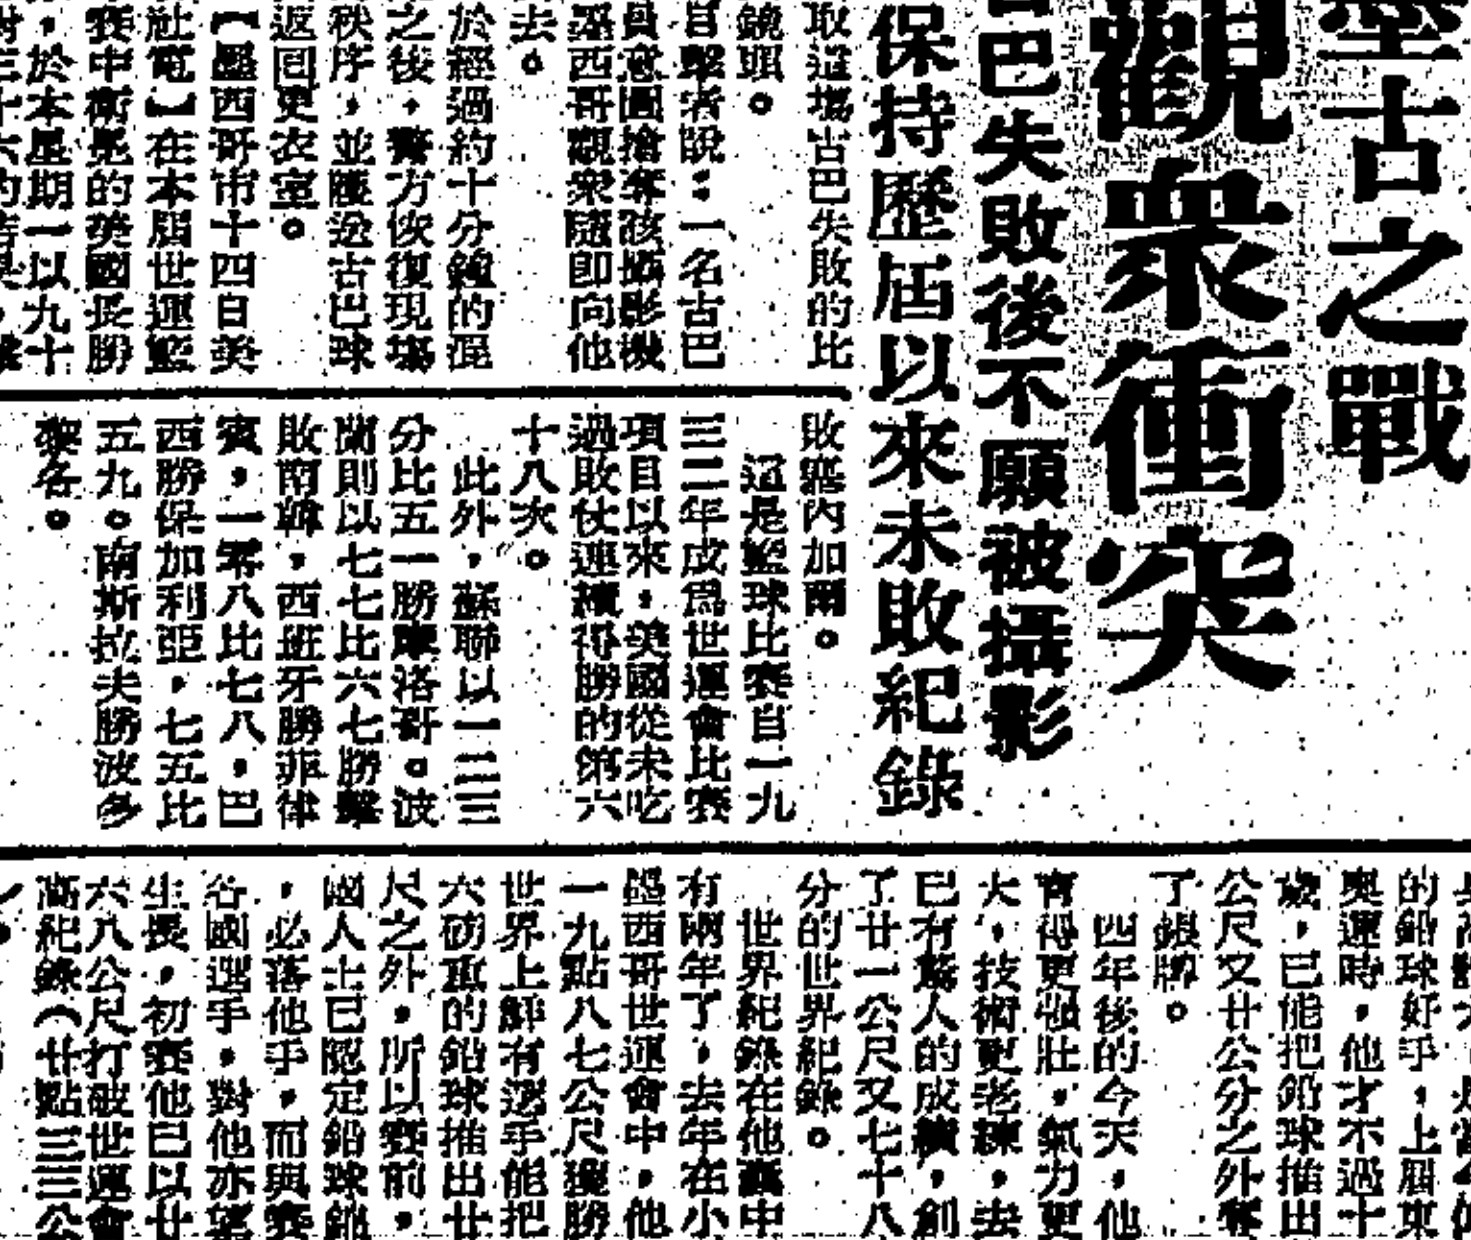 墨古之戰
觀衆衝突
古巴失敗後不願被攝影
保持歷屆以來未敗紀錄
取這場古巴失敗的比
鏡頭。
目擊者說：一名古巴
員意圖搶奪該攝影機
墨西哥觀衆隨卽向他
去。
於經過約十分鐘的混
之後，警方恢復現場
秩序，並護送古巴球
返回更衣室。
【墨西哥市十四日美
社電】在本屆世運籃
賽中衛冕的英國長勝
，於本星期一以九十
敗塞內加爾。
這是籃球比賽自一九
三二年成爲世運會比賽
項目以來，美國從未吃
過敗仗連續得勝的第六
十八次。
此外，蘇聯以一二三
分比五一勝摩洛哥。波
蘭則以七七比六七勝擊
敗南韓，西班牙勝菲律
賓，一零八比七八，巴
西勝保加利亞，七五比
五九。南斯拉夫勝波多
黎各。
的鉛球好手，上屆東
奧運時，他才不過十
歲，已能把鉛球推出
公尺又廿公分之外奪
了銀牌。
四年後的今天，他
育得更强壯，氣力更
大，技術更老練，去
已有驚人的成績，創
了廿一公尺又七十八
分的世界紀錄。
世界紀錄在他囊中
有兩年了，去年在小
墨西哥世運會中，他
一九點八七公尺獲勝
世界上鮮有選手能把
六磅重的鉛球推出廿
尺之外，所以賽前，
國人士已認定鉛球錦
，必落他手，而與賽
各國選手，對他亦望
生畏，初賽他已以廿
六八公尺打破世運會
高紀錄（廿點三三公